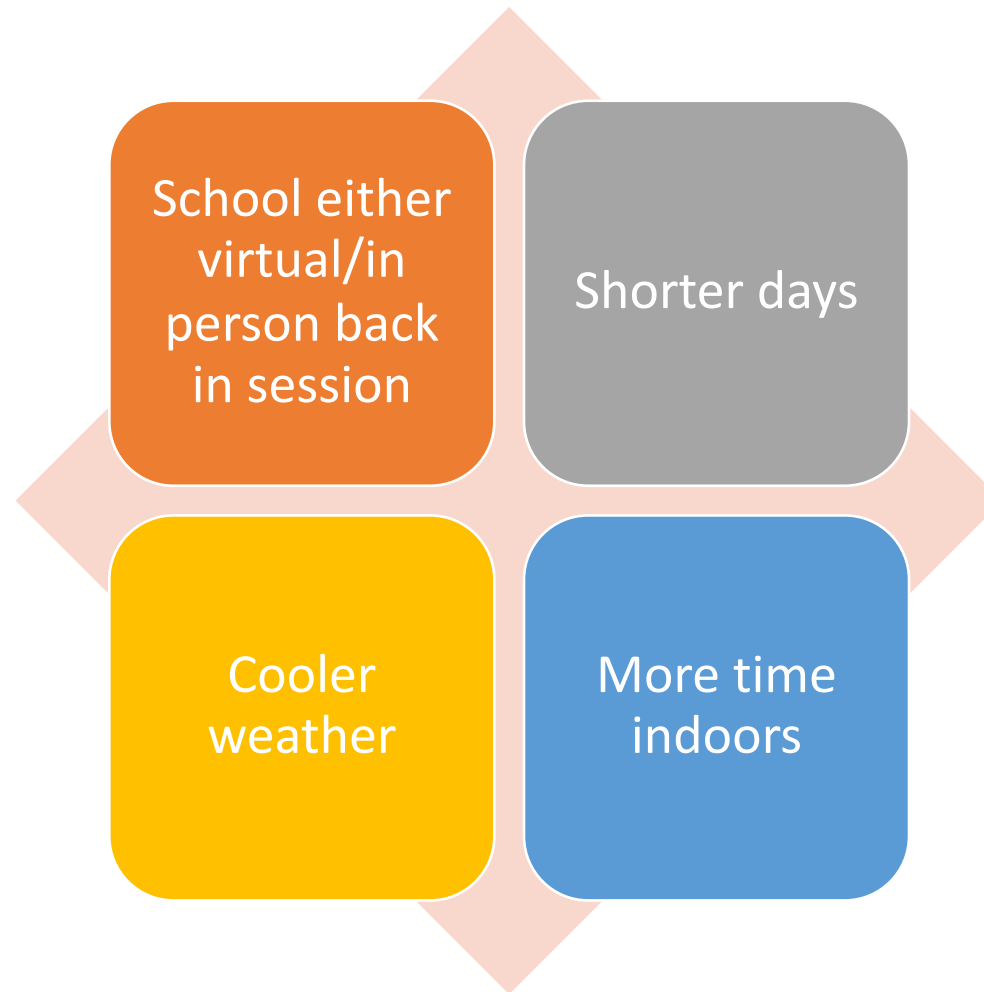 School either
virtual/in
person back
in session
Shorter days
Cooler
weather
More time
indoors